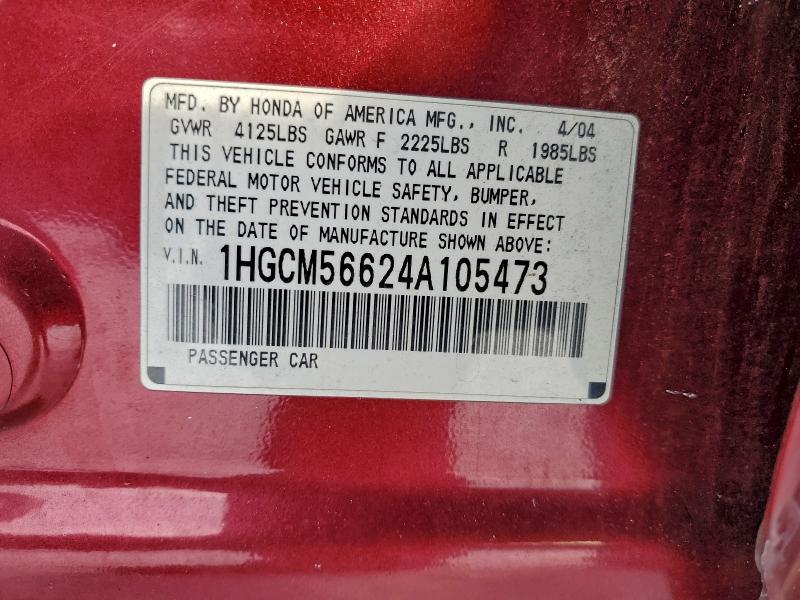 MFD. BY HONDA OF AMERICA MFG., INC. 4/04
GVWR 4125LBS GAWR F 2225LBS R 1985LBS
THIS VEHICLE CONFORMS TO ALL APPLICABLE
FEDERAL MOTOR VEHICLE SAFETY, BUMPER,
AND THEFT PREVENTION STANDARDS IN EFFECT
ON THE DATE OF MANUFACTURE SHOWN ABOVE:
V.I.N. 1HGCM56624A105473
PASSENGER CAR